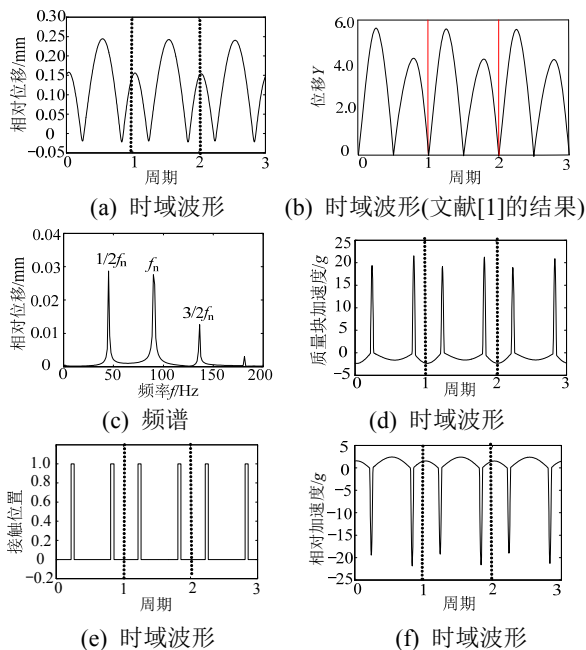 相对位移/mm
0.30
0.25
0.20
0.15
0.10
0.05
0
−0.05
0 1 2 3
周期
(a) 时域波形
位移Y
6.0
4.0
2.0
0
0 1 2 3
周期
(b) 时域波形(文献[1]的结果)
相对位移/mm
0.04
0.03
0.02
0.01
0
1/2fn
fn
3/2fn
0 50 100 150 200
频率f/Hz
(c) 频谱
质量块加速度/g
25
20
15
10
5
0
−5
0 1 2 3
周期
(d) 时域波形
接触位置
1.0
0.8
0.6
0.4
0.2
0
−0.2
0 1 2 3
周期
(e) 时域波形
相对加速度/g
5
0
−5
−10
−15
−20
−25
0 1 2 3
周期
(f) 时域波形